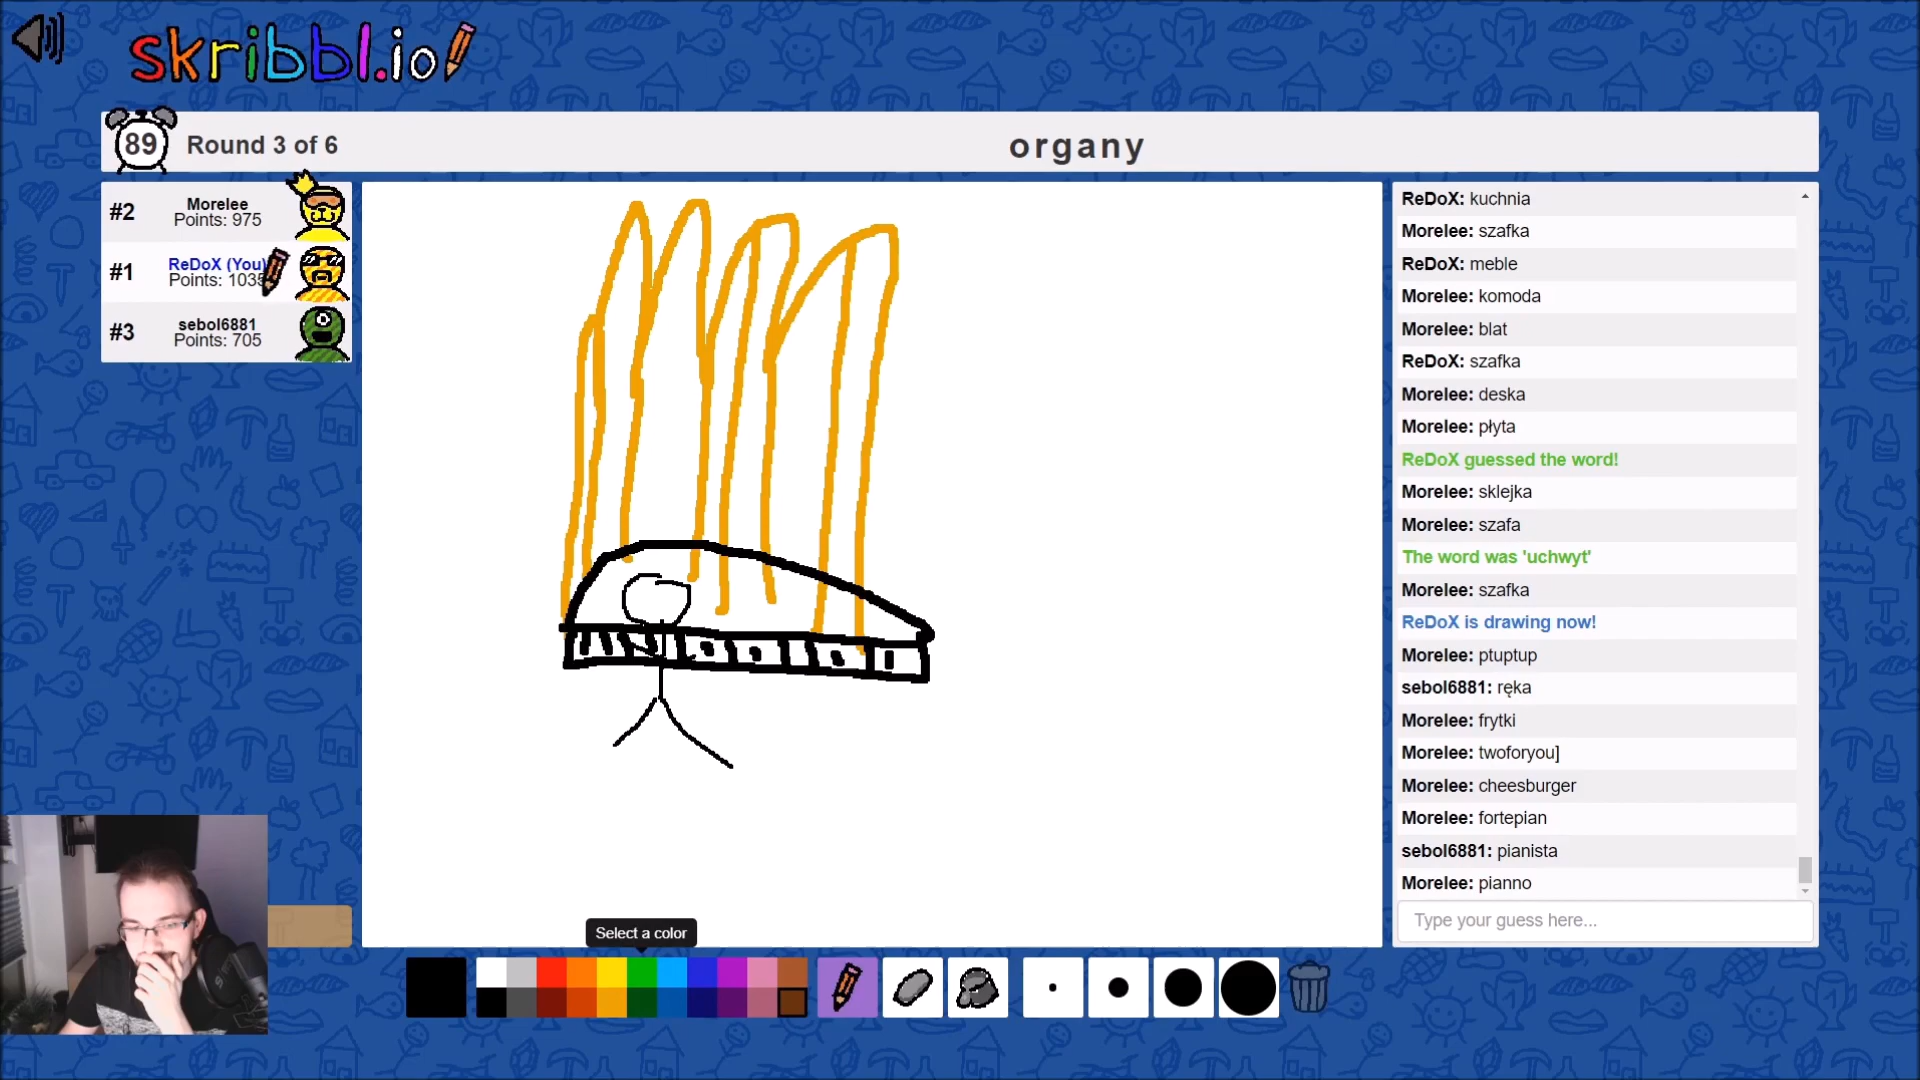 skribbl.io
89
Round 3 of 6
organy
#2
Morelee
Points: 975
#1
ReDoX (You)
Points: 1035
#3
sebol6881
Points: 705
ReDoX: kuchnia
Morelee: szafka
ReDoX: meble
Morelee: komoda
Morelee: blat
ReDoX: szafka
Morelee: deska
Morelee: płyta
ReDoX guessed the word!
Morelee: sklejka
Morelee: szafa
The word was 'uchwyt'
Morelee: szafka
ReDoX is drawing now!
Morelee: ptuptup
sebol6881: ręka
Morelee: frytki
Morelee: twoforyou]
Morelee: cheesburger
Morelee: fortepian
sebol6881: pianista
Morelee: pianno
Type your guess here...
Select a color